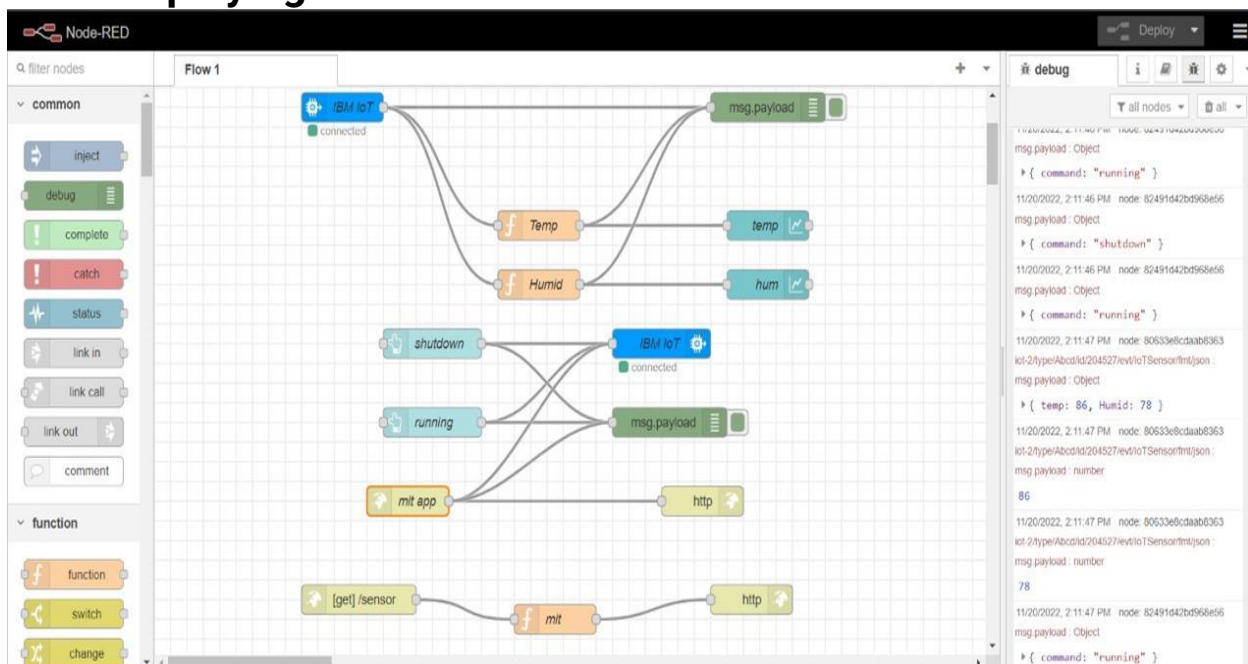 Node-RED
Deploy
filter nodes
Flow 1
debug
i
all nodes
all
common
inject
debug
complete
catch
status
link in
link call
link out
comment
function
function
switch
change
IBM IoT
connected
msg.payload
Temp
temp
Humid
hum
shutdown
IBM IoT
connected
running
msg.payload
mit app
http
[get] /sensor
mit
http
msg.payload : Object
{ command: "running" }
11/20/2022, 2:11:46 PM node: 82491d42bd968e56
msg.payload : Object
{ command: "shutdown" }
11/20/2022, 2:11:46 PM node: 82491d42bd968e56
msg.payload : Object
{ command: "running" }
11/20/2022, 2:11:47 PM node: 80633e8cdaab8363
iot-2/type/Abcd/id/204527/evt/IoTSensor/fmt/json :
msg.payload : Object
{ temp: 86, Humid: 78 }
11/20/2022, 2:11:47 PM node: 80633e8cdaab8363
iot-2/type/Abcd/id/204527/evt/IoTSensor/fmt/json :
msg.payload : number
86
11/20/2022, 2:11:47 PM node: 80633e8cdaab8363
iot-2/type/Abcd/id/204527/evt/IoTSensor/fmt/json :
msg.payload : number
78
11/20/2022, 2:11:47 PM node: 82491d42bd968e56
msg.payload : Object
{ command: "running" }